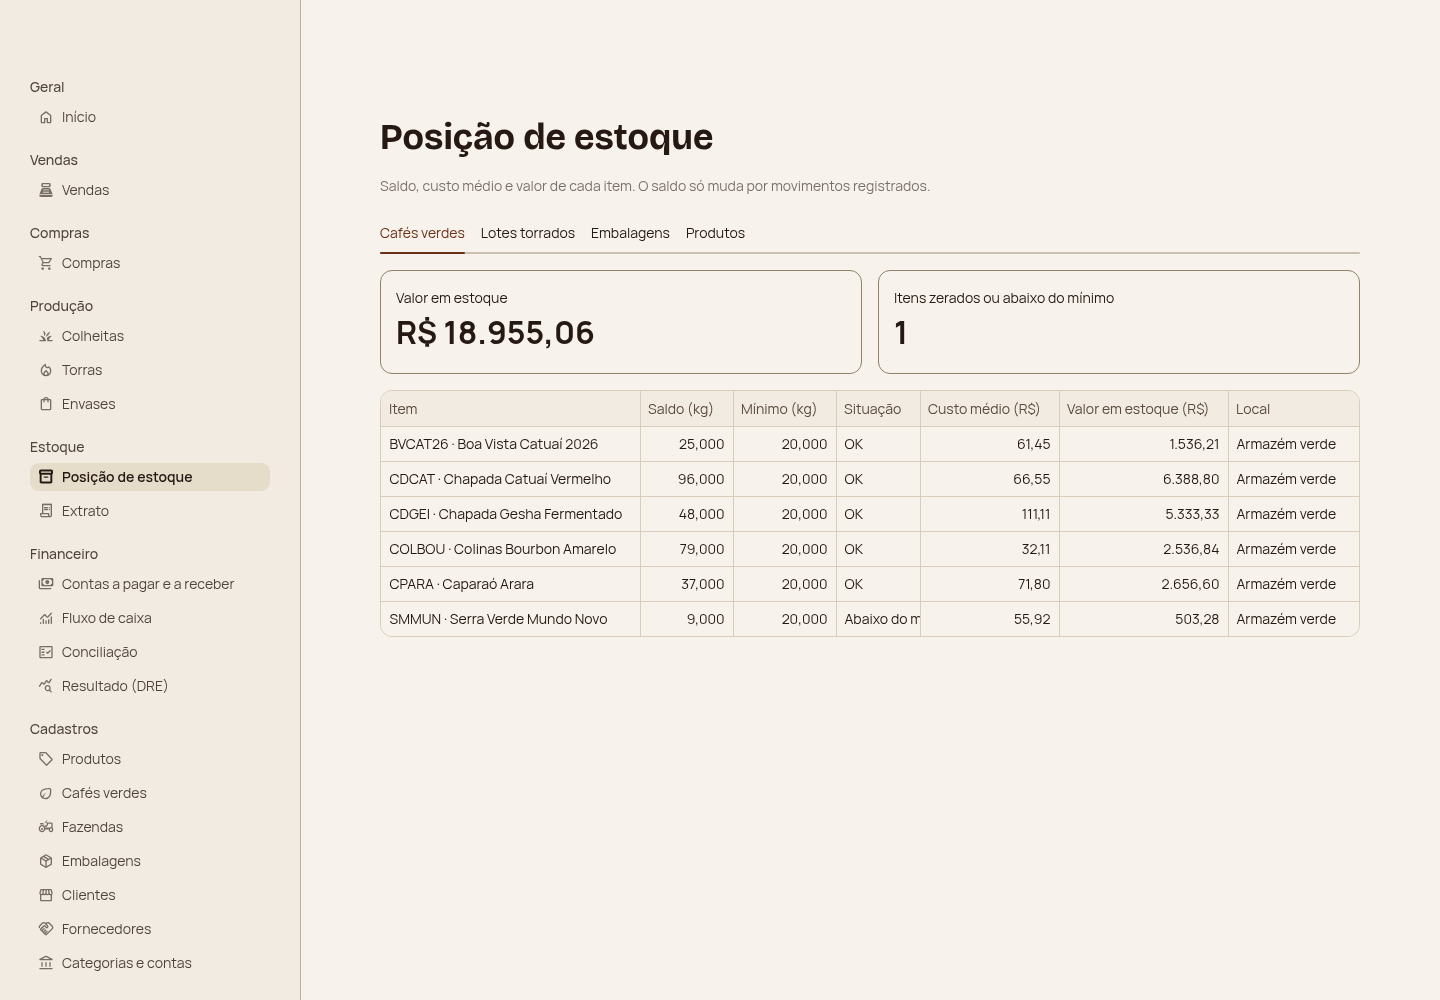 Geral
Início
Vendas
Vendas
Compras
Compras
Produção
Colheitas
Torras
Envases
Estoque
Posição de estoque
Extrato
Financeiro
Contas a pagar e a receber
Fluxo de caixa
Conciliação
Resultado (DRE)
Cadastros
Produtos
Cafés verdes
Fazendas
Embalagens
Clientes
Fornecedores
Categorias e contas
Posição de estoque
Saldo, custo médio e valor de cada item. O saldo só muda por movimentos registrados.
Cafés verdes Lotes torrados Embalagens Produtos
Valor em estoque
R$ 18.955,06
Itens zerados ou abaixo do mínimo
1
Item Saldo (kg) Mínimo (kg) Situação Custo médio (R$) Valor em estoque (R$) Local
BVCAT26 · Boa Vista Catuaí 2026 25,000 20,000 OK 61,45 1.536,21 Armazém verde
CDCAT · Chapada Catuaí Vermelho 96,000 20,000 OK 66,55 6.388,80 Armazém verde
CDGEI · Chapada Gesha Fermentado 48,000 20,000 OK 111,11 5.333,33 Armazém verde
COLBOU · Colinas Bourbon Amarelo 79,000 20,000 OK 32,11 2.536,84 Armazém verde
CPARA · Caparaó Arara 37,000 20,000 OK 71,80 2.656,60 Armazém verde
SMMUN · Serra Verde Mundo Novo 9,000 20,000 Abaixo do m 55,92 503,28 Armazém verde